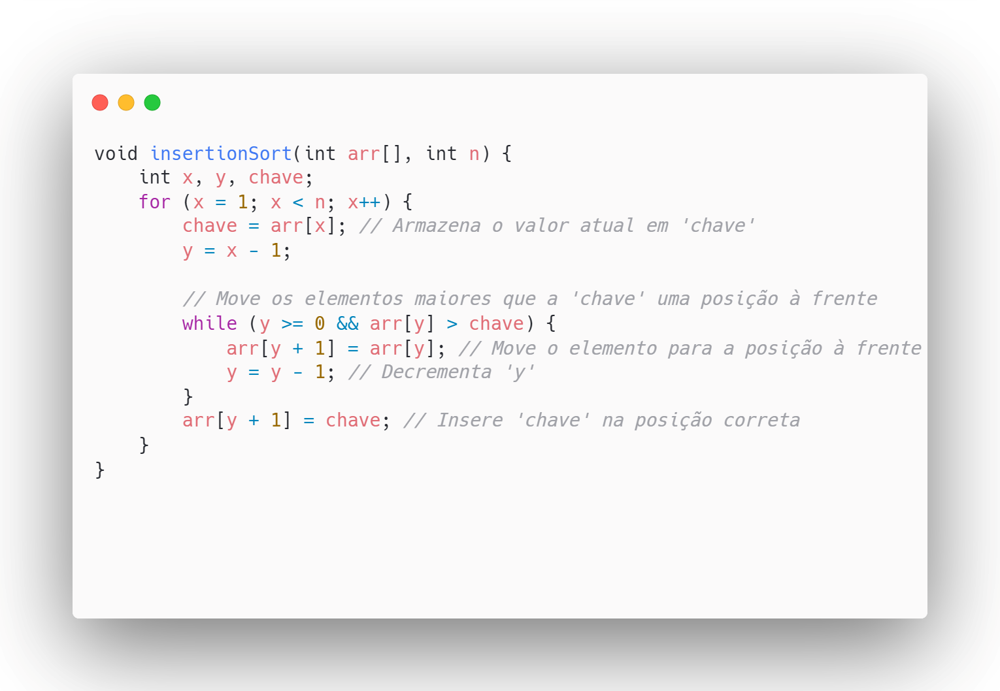 void insertionSort(int arr[], int n) {
    int x, y, chave;
    for (x = 1; x < n; x++) {
        chave = arr[x]; // Armazena o valor atual em 'chave'
        y = x - 1;

        // Move os elementos maiores que a 'chave' uma posição à frente
        while (y >= 0 && arr[y] > chave) {
            arr[y + 1] = arr[y]; // Move o elemento para a posição à frente
            y = y - 1; // Decrementa 'y'
        }
        arr[y + 1] = chave; // Insere 'chave' na posição correta
    }
}